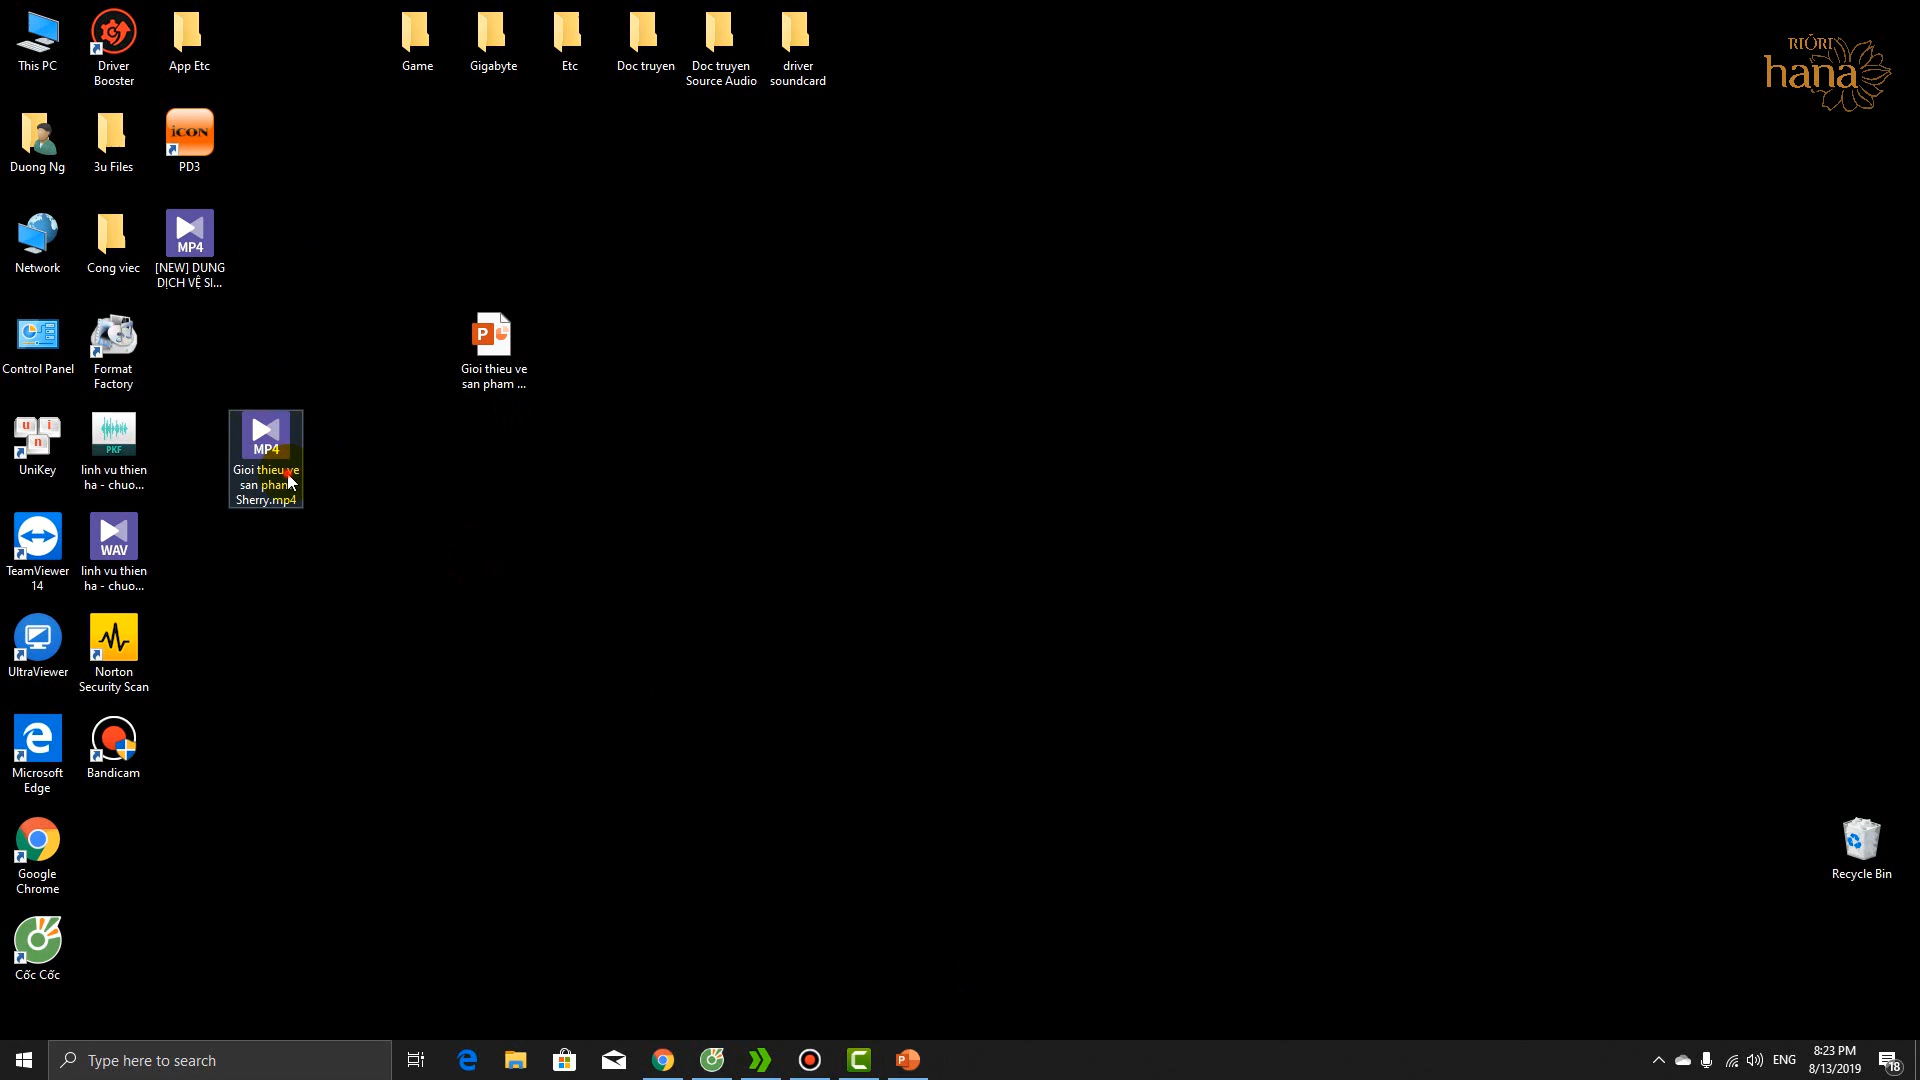 This PC
Driver
Booster
App Etc
Game
Gigabyte
Etc
Doc truyen
Doc truyen
Source Audio
driver
soundcard
RIORI
hana
Duong Ng
3u Files
iCON
PD3
Network
Cong viec
MP4
[NEW] DUNG
DỊCH VỆ SI...
Control Panel
Format
Factory
P
Gioi thieu ve
san pham ...
u i
n
UniKey
PKF
linh vu thien
ha - chuo...
MP4
Gioi thieu ve
san pham
Sherry.mp4
TeamViewer
14
WAV
linh vu thien
ha - chuo...
UltraViewer
Norton
Security Scan
Microsoft
Edge
Bandicam
Google
Chrome
Recycle Bin
Cốc Cốc
Type here to search
ENG
8:23 PM
8/13/2019
18